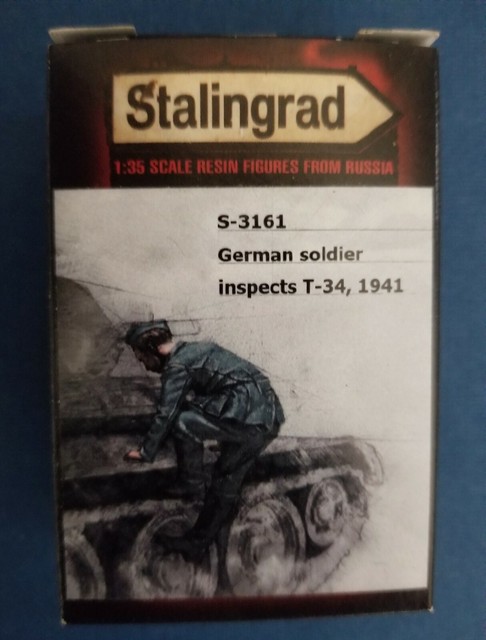 Stalingrad
1:35 SCALE RESIN FIGURES FROM RUSSIA
S-3161
German soldier
inspects T-34, 1941